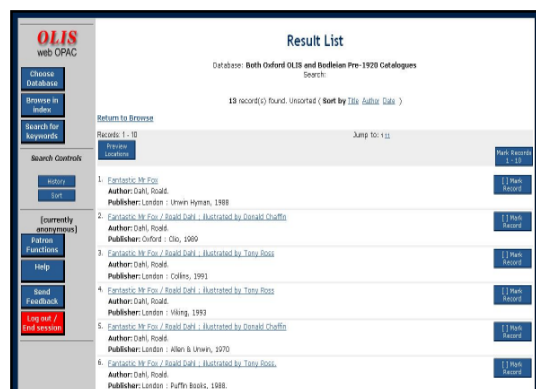 OLIS
web OPAC
Choose
Database
Browse in
index
Search for
keywords
Search Controls
History
Sort
[currently
anonymous]
Patron
Functions
Help
Send
Feedback
Log out /
End session
Result List
Database: Both Oxford OLIS and Bodleian Pre-1920 Catalogues
Search:
13 record(s) found. Unsorted ( Sort by Title Author Date )
Return to Browse
Records: 1 - 10
Jump to: 1 11
Preview
Locations
Mark Records
1 - 10
1. Fantastic Mr Fox
Author: Dahl, Roald.
Publisher: London : Unwin Hyman, 1988
[ ] Mark
Record
2. Fantastic Mr Fox / Roald Dahl ; illustrated by Donald Chaffin
Author: Dahl, Roald.
Publisher: Oxford : Clio, 1989
[ ] Mark
Record
3. Fantastic Mr Fox / Roald Dahl ; illustrated by Tony Ross
Author: Dahl, Roald.
Publisher: London : Collins, 1991
[ ] Mark
Record
4. Fantastic Mr Fox / Roald Dahl ; illustrated by Tony Ross
Author: Dahl, Roald.
Publisher: London : Viking, 1993
[ ] Mark
Record
5. Fantastic Mr Fox / Roald Dahl ; illustrated by Donald Chaffin
Author: Dahl, Roald.
Publisher: London : Allen & Unwin, 1970
[ ] Mark
Record
6. Fantastic Mr Fox / Roald Dahl ; illustrated by Tony Ross.
Author: Dahl, Roald.
Publisher: London : Puffin Books, 1988.
[ ] Mark
Record